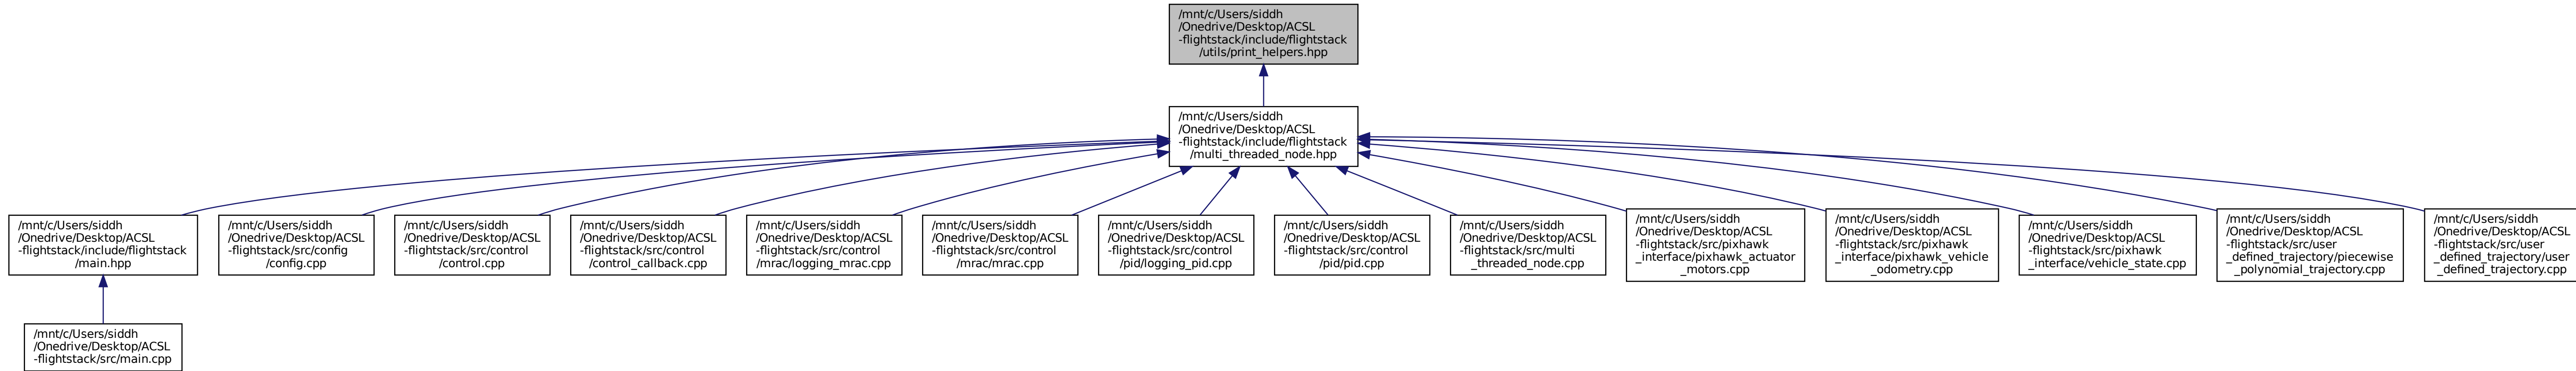 /mnt/c/Users/siddh
/Onedrive/Desktop/ACSL
-flightstack/include/flightstack
/utils/print_helpers.hpp
/mnt/c/Users/siddh
/Onedrive/Desktop/ACSL
-flightstack/include/flightstack
/multi_threaded_node.hpp
/mnt/c/Users/siddh
/Onedrive/Desktop/ACSL
-flightstack/include/flightstack
/main.hpp
/mnt/c/Users/siddh
/Onedrive/Desktop/ACSL
-flightstack/src/config
/config.cpp
/mnt/c/Users/siddh
/Onedrive/Desktop/ACSL
-flightstack/src/control
/control.cpp
/mnt/c/Users/siddh
/Onedrive/Desktop/ACSL
-flightstack/src/control
/control_callback.cpp
/mnt/c/Users/siddh
/Onedrive/Desktop/ACSL
-flightstack/src/control
/mrac/logging_mrac.cpp
/mnt/c/Users/siddh
/Onedrive/Desktop/ACSL
-flightstack/src/control
/mrac/mrac.cpp
/mnt/c/Users/siddh
/Onedrive/Desktop/ACSL
-flightstack/src/control
/pid/logging_pid.cpp
/mnt/c/Users/siddh
/Onedrive/Desktop/ACSL
-flightstack/src/control
/pid/pid.cpp
/mnt/c/Users/siddh
/Onedrive/Desktop/ACSL
-flightstack/src/multi
_threaded_node.cpp
/mnt/c/Users/siddh
/Onedrive/Desktop/ACSL
-flightstack/src/pixhawk
_interface/pixhawk_actuator
_motors.cpp
/mnt/c/Users/siddh
/Onedrive/Desktop/ACSL
-flightstack/src/pixhawk
_interface/pixhawk_vehicle
_odometry.cpp
/mnt/c/Users/siddh
/Onedrive/Desktop/ACSL
-flightstack/src/pixhawk
_interface/vehicle_state.cpp
/mnt/c/Users/siddh
/Onedrive/Desktop/ACSL
-flightstack/src/user
_defined_trajectory/piecewise
_polynomial_trajectory.cpp
/mnt/c/Users/siddh
/Onedrive/Desktop/ACSL
-flightstack/src/user
_defined_trajectory/user
_defined_trajectory.cpp
/mnt/c/Users/siddh
/Onedrive/Desktop/ACSL
-flightstack/src/main.cpp